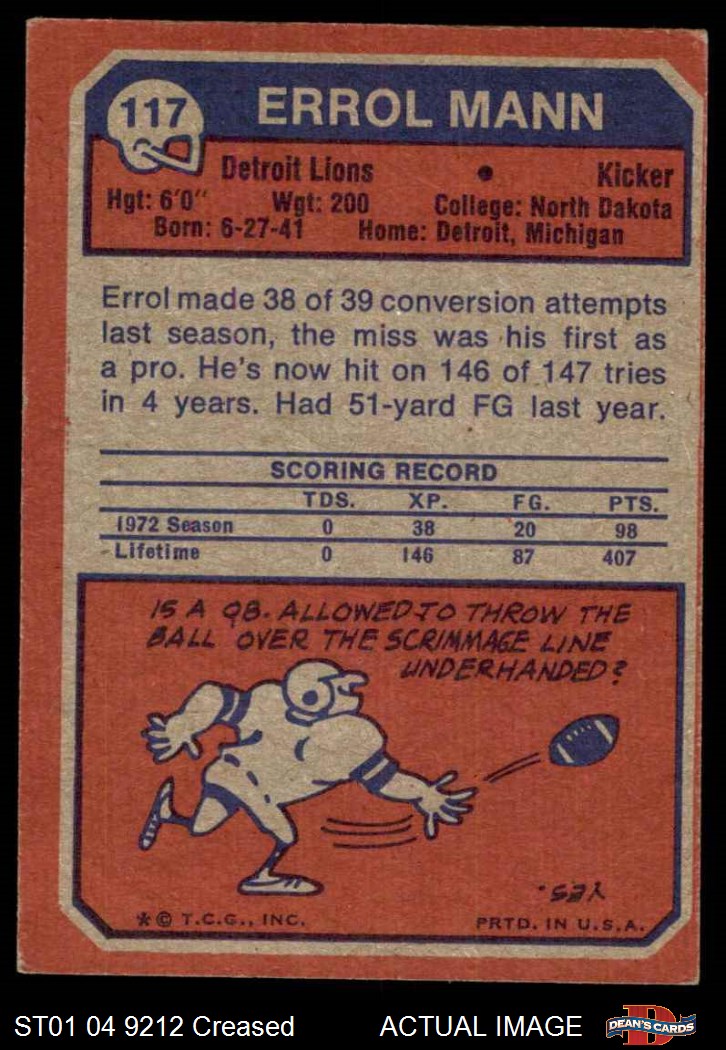 117
ERROL MANN
Detroit Lions • Kicker
Hgt: 6'0" Wgt: 200 College: North Dakota
Born: 6-27-41 Home: Detroit, Michigan
Errol made 38 of 39 conversion attempts
last season, the miss was his first as
a pro. He's now hit on 146 of 147 tries
in 4 years. Had 51-yard FG last year.
SCORING RECORD
TDS. XP. FG. PTS.
1972 Season 0 38 20 98
Lifetime 0 146 87 407
IS A QB. ALLOWED TO THROW THE
BALL OVER THE SCRIMMAGE LINE
UNDERHANDED?
YES.
* © T.C.G., INC. PRTD. IN U.S.A.
ST01 04 9212 Creased ACTUAL IMAGE
D
DEAN'S CARDS